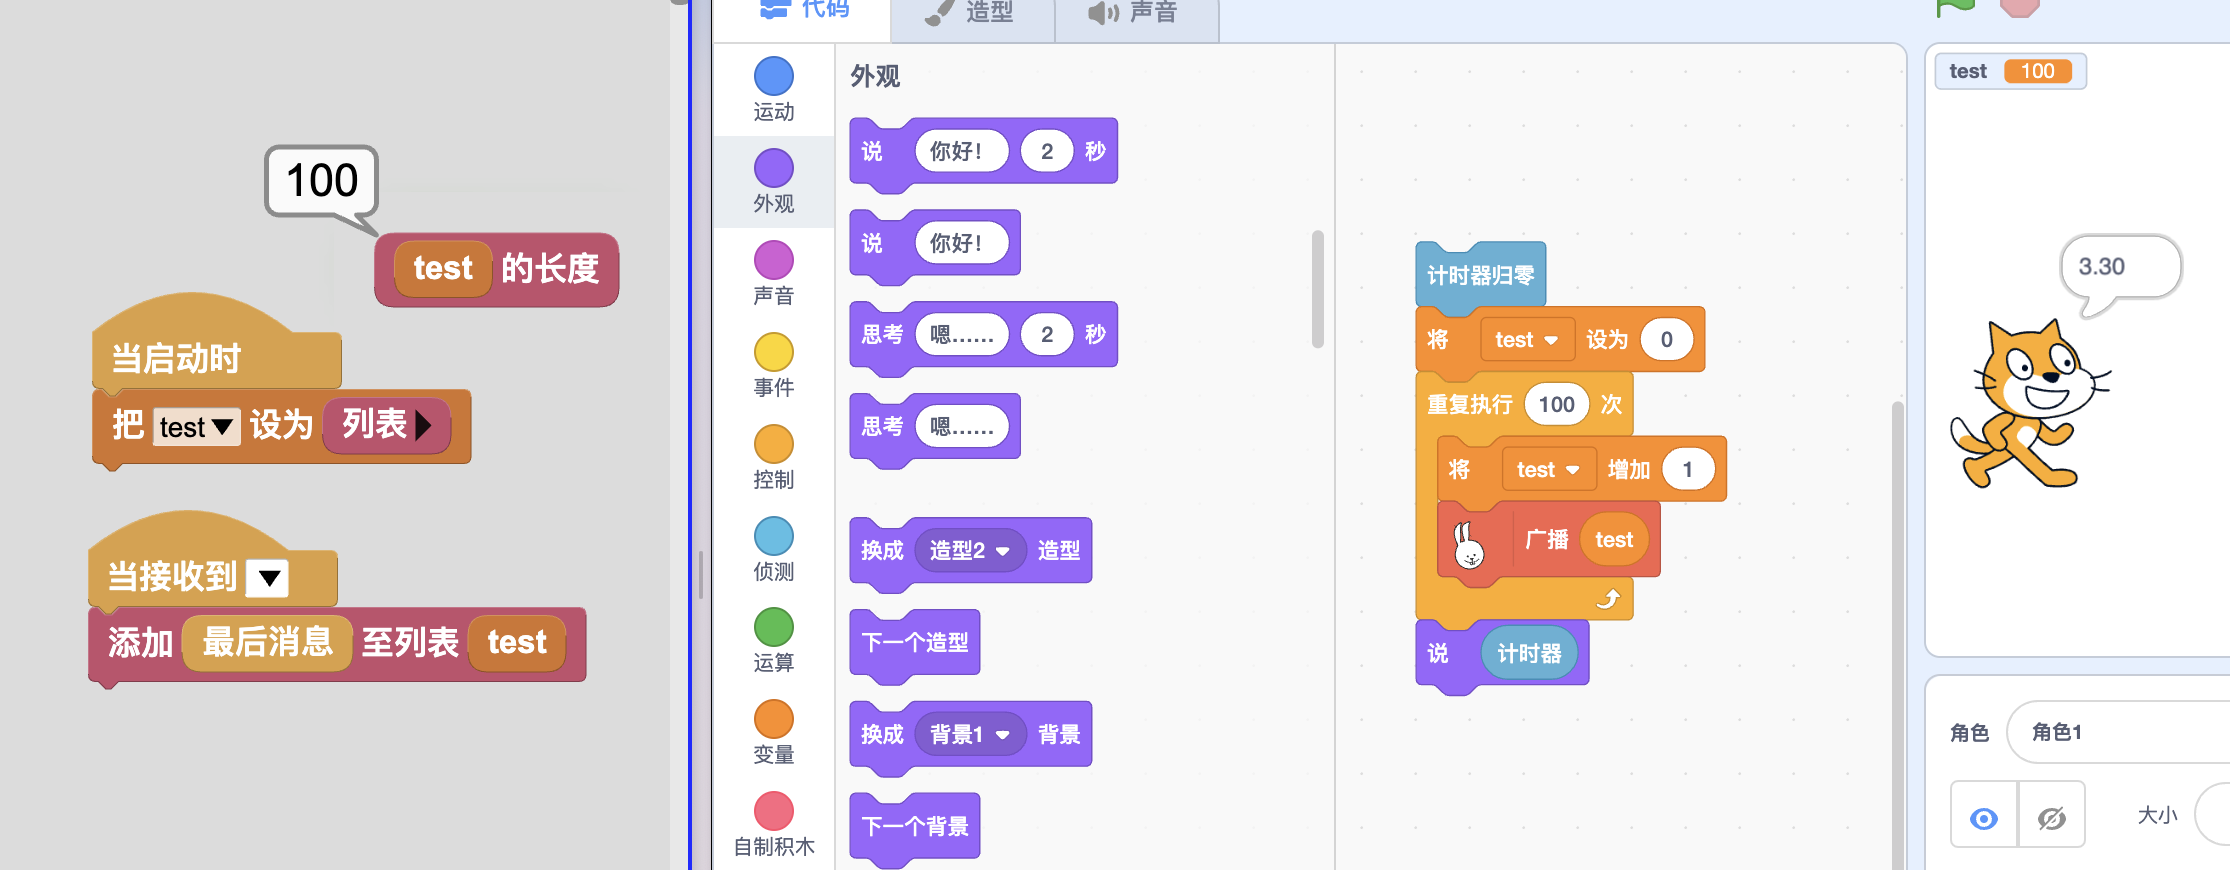 100
test 的长度
当启动时
把 test 设为 列表
当接收到
添加 最后消息 至列表 test
代码
造型
声音
运动
外观
声音
事件
控制
侦测
运算
变量
自制积木
外观
说 你好！ 2 秒
说 你好！
思考 嗯…… 2 秒
思考 嗯……
换成 造型2 造型
下一个造型
换成 背景1 背景
下一个背景
计时器归零
将 test 设为 0
重复执行 100 次
将 test 增加 1
广播 test
说 计时器
test 100
3.30
角色 角色1
大小